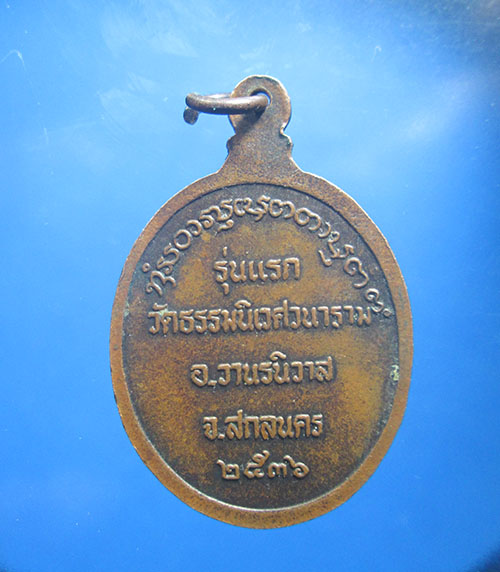 รุ่นแรก
วัดธรรมนิเวศวนาราม
อ.วานรนิวาส
จ.สกลนคร
๒๕๓๖